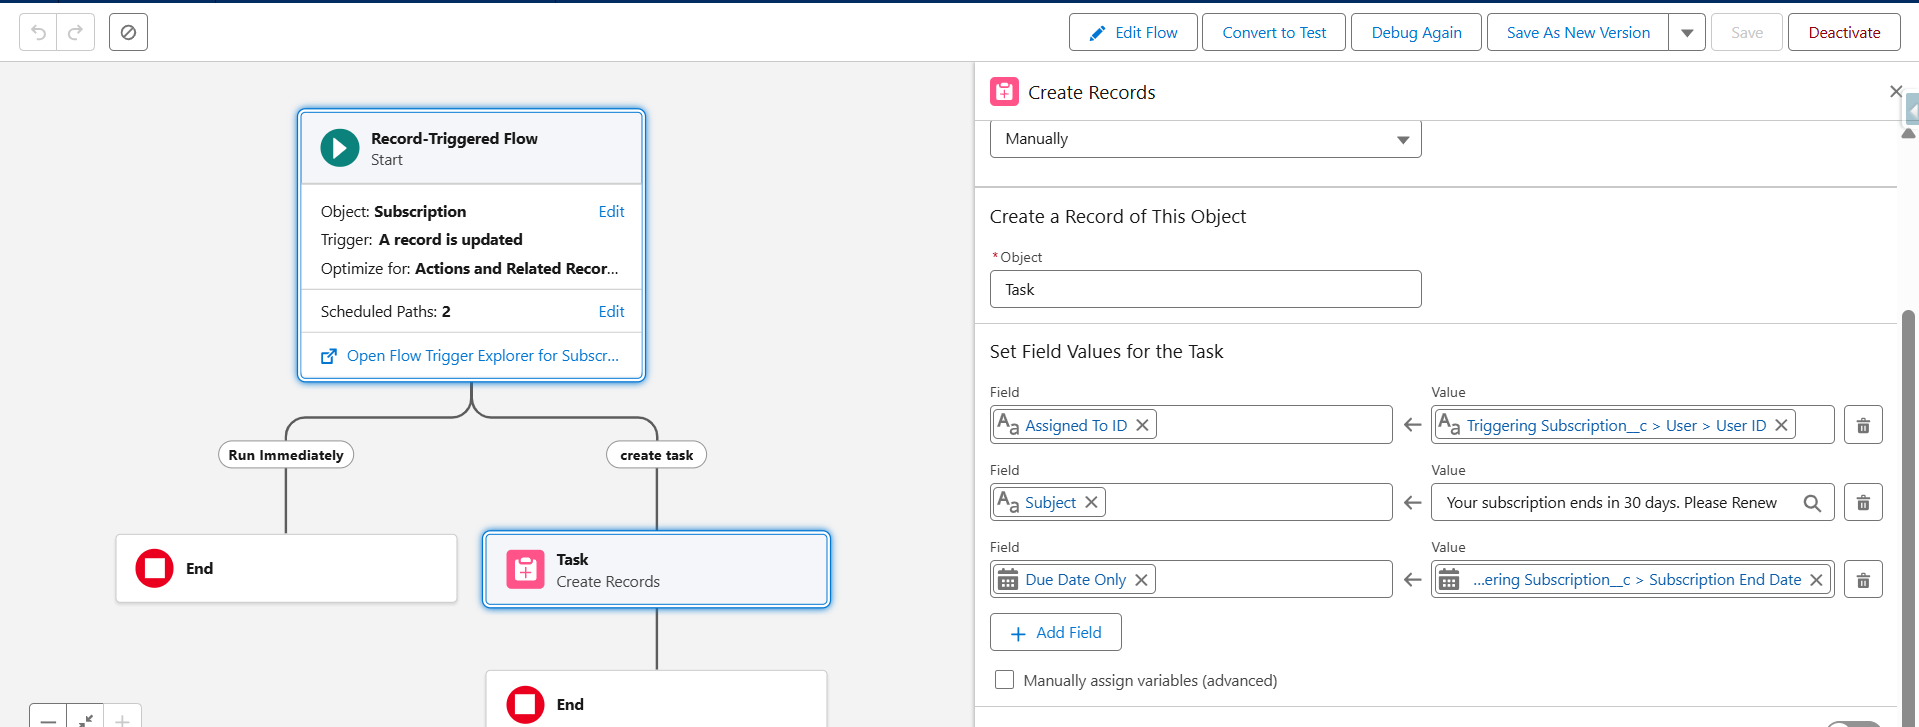 Edit Flow
Convert to Test
Debug Again
Save As New Version
Save
Deactivate
Record-Triggered Flow
Start
Object: Subscription
Edit
Trigger: A record is updated
Optimize for: Actions and Related Recor...
Scheduled Paths: 2
Edit
Open Flow Trigger Explorer for Subscr...
Run Immediately
create task
End
Task
Create Records
End
Create Records
Manually
Create a Record of This Object
*Object
Task
Set Field Values for the Task
Field
Value
Aa Assigned To ID
Aa Triggering Subscription__c > User > User ID
Field
Value
Aa Subject
Your subscription ends in 30 days. Please Renew
Field
Value
Due Date Only
...ering Subscription__c > Subscription End Date
+ Add Field
Manually assign variables (advanced)